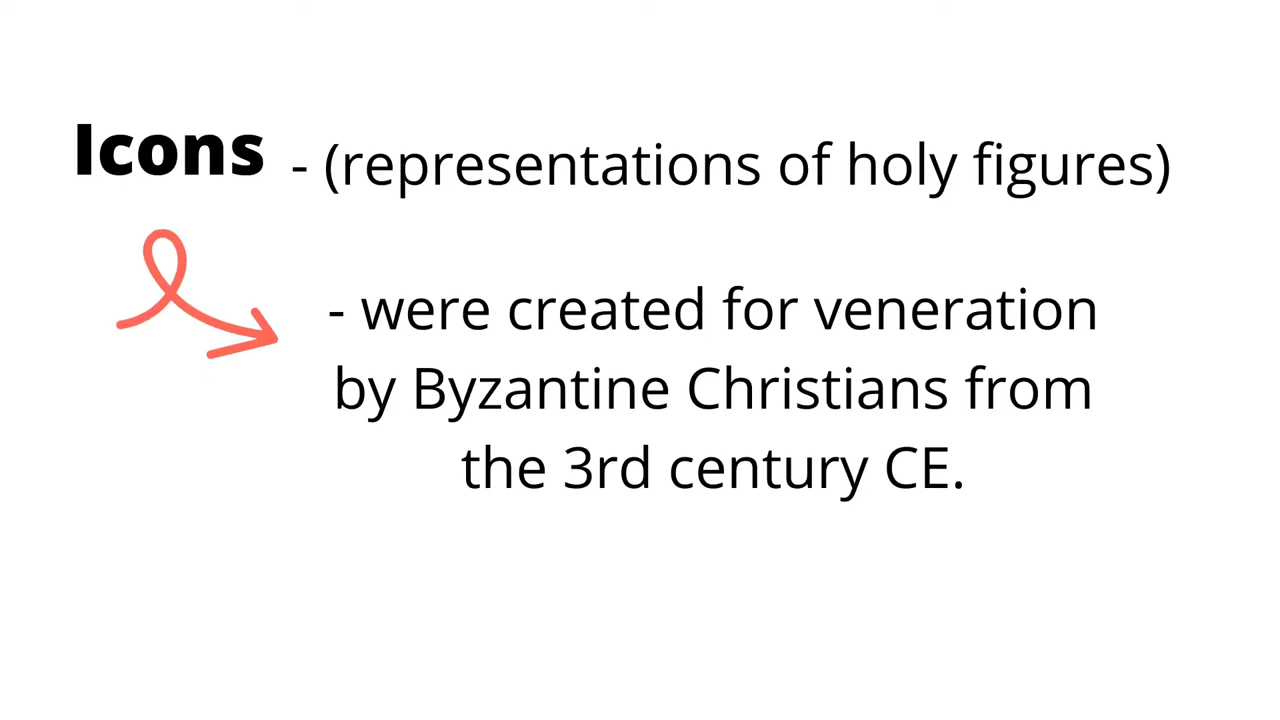 Icons - (representations of holy figures)
- were created for veneration
by Byzantine Christians from
the 3rd century CE.